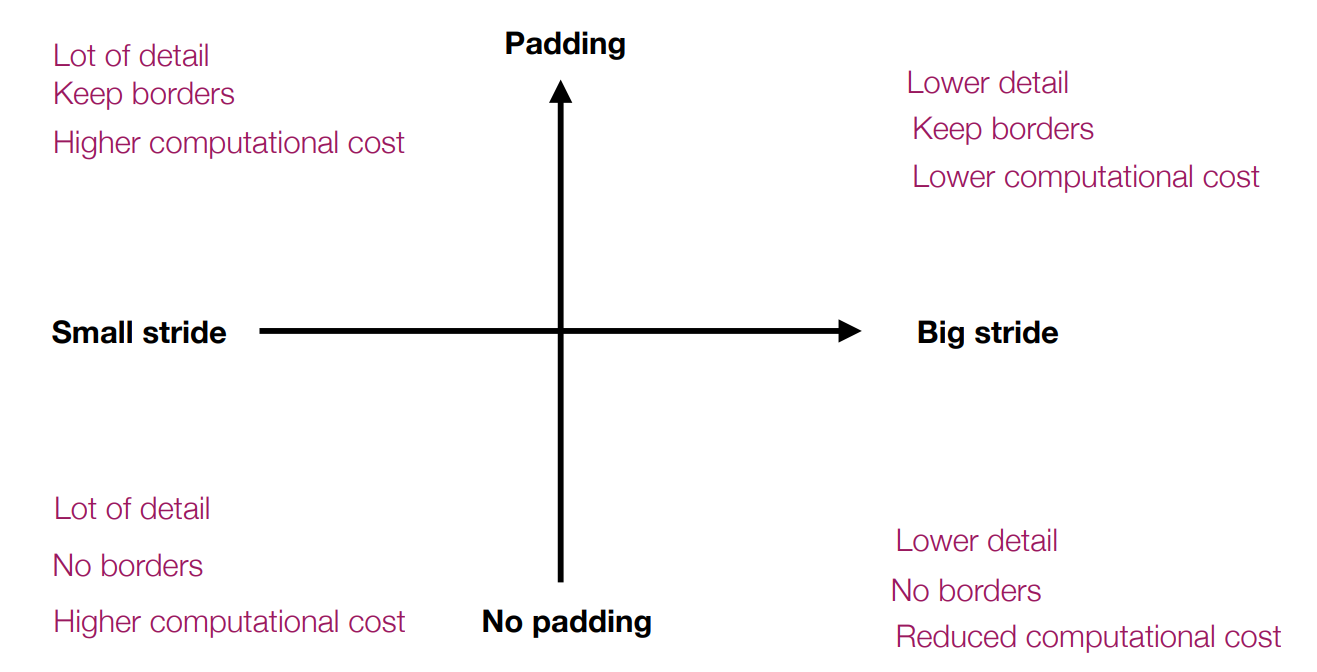 Padding
Lot of detail
Keep borders
Higher computational cost
Lower detail
Keep borders
Lower computational cost
Small stride
Big stride
Lot of detail
No borders
Higher computational cost
No padding
Lower detail
No borders
Reduced computational cost